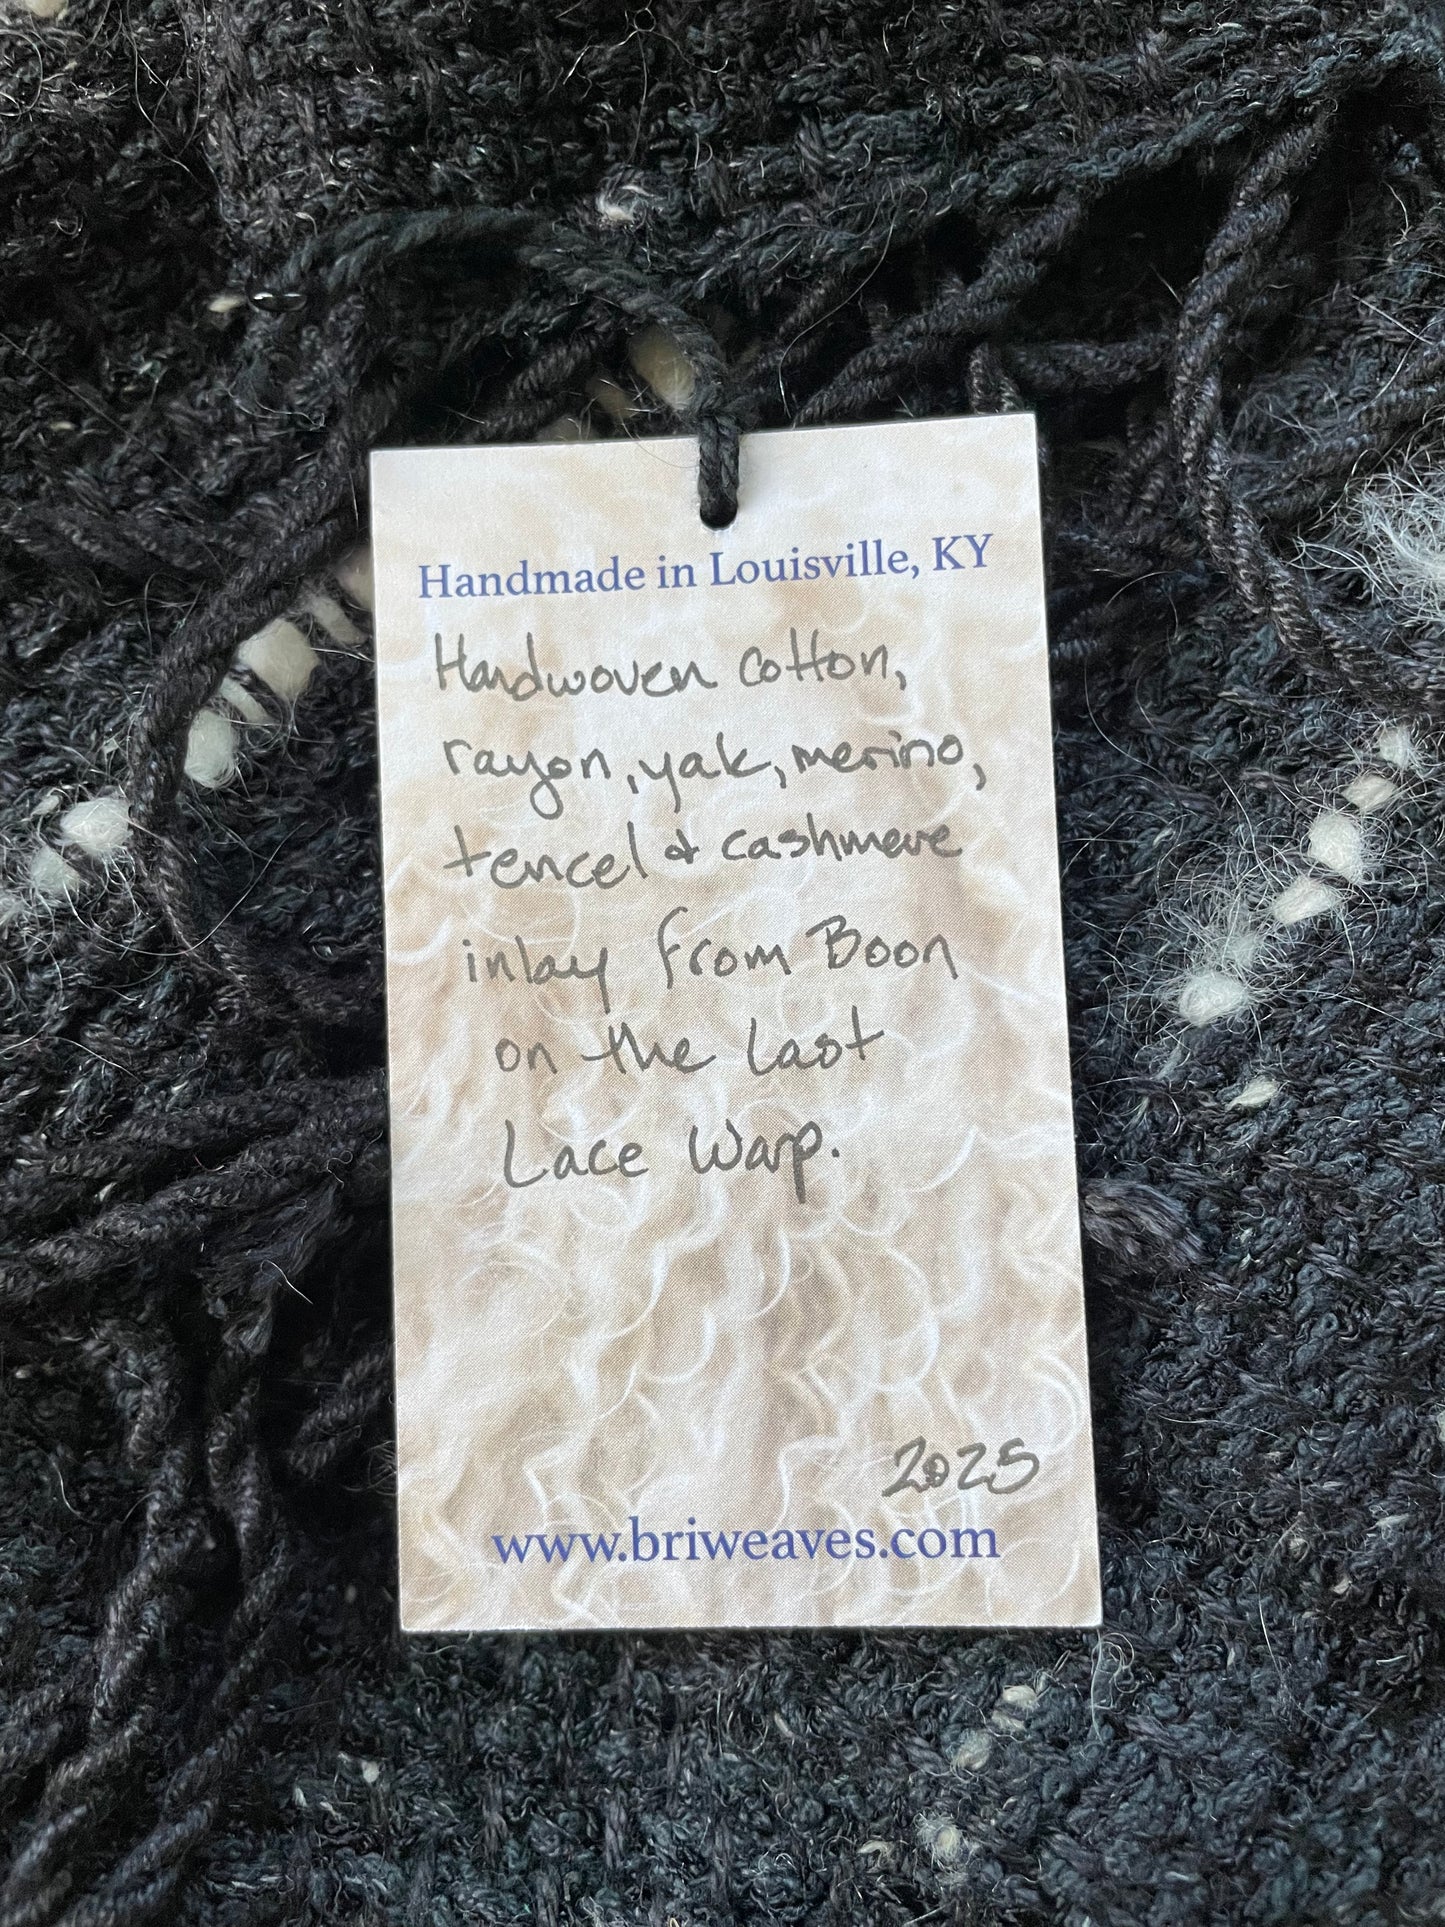 Handmade in Louisville, KY
Handwoven cotton,
rayon, yak, merino,
tencel & cashmere
inlay from Boon
on the Last
Lace Warp.
2025
www.briweaves.com